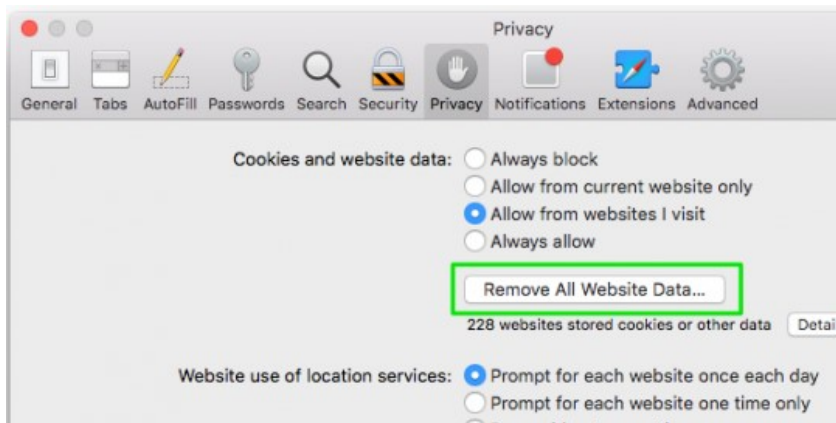 Privacy
General Tabs AutoFill Passwords Search Security Privacy Notifications Extensions Advanced
Cookies and website data: Always block
Allow from current website only
Allow from websites I visit
Always allow
Remove All Website Data...
228 websites stored cookies or other data Detai
Website use of location services: Prompt for each website once each day
Prompt for each website one time only